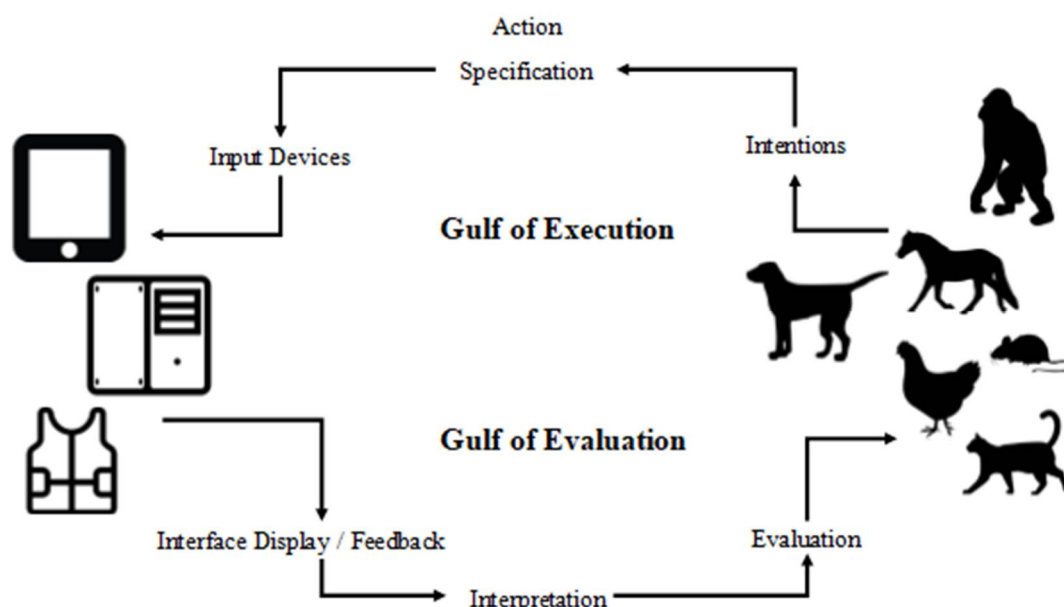 Action
Specification
Input Devices
Intentions
Gulf of Execution
Gulf of Evaluation
Interface Display / Feedback
Evaluation
Interpretation